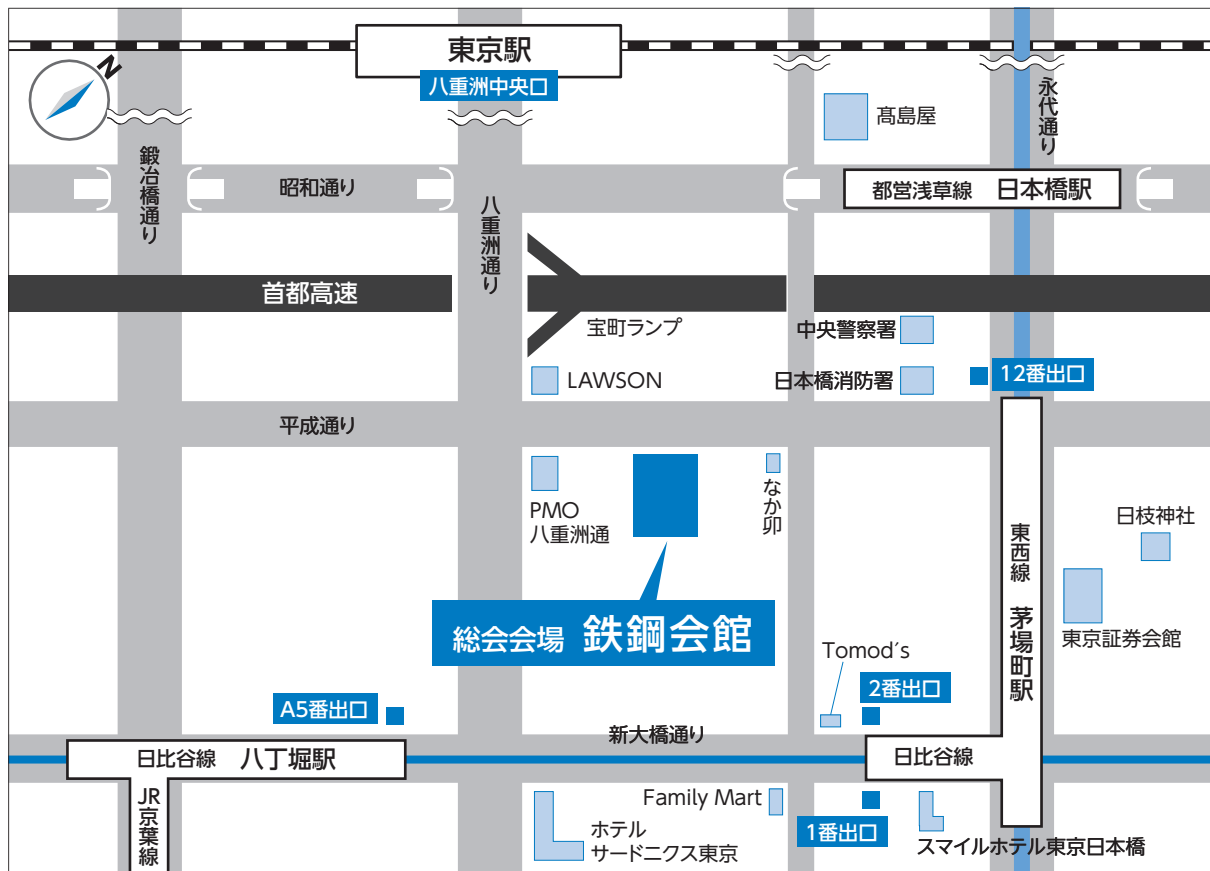 東京駅
八重洲中央口
N
永代通り
髙島屋
鍛冶橋通り
昭和通り
八重洲通り
都営浅草線 日本橋駅
首都高速
宝町ランプ
中央警察署
LAWSON
日本橋消防署
12番出口
平成通り
PMO
八重洲通
なか卯
日枝神社
東西線 茅場町駅
総会会場 鉄鋼会館
東京証券会館
Tomod's
2番出口
A5番出口
新大橋通り
日比谷線 八丁堀駅
日比谷線
JR京葉線
Family Mart
1番出口
ホテル
サードニクス東京
スマイルホテル東京日本橋